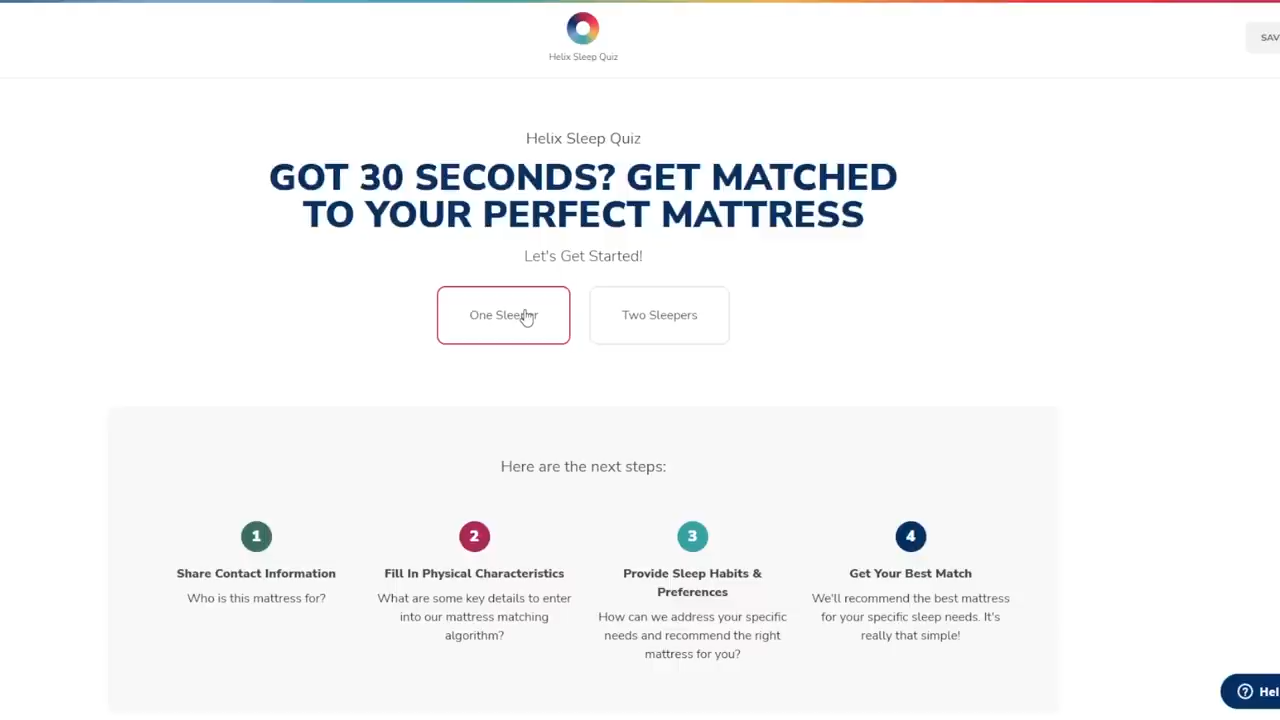 Helix Sleep Quiz
SAV
Helix Sleep Quiz
GOT 30 SECONDS? GET MATCHED
TO YOUR PERFECT MATTRESS
Let's Get Started!
One Sleeper
Two Sleepers
Here are the next steps:
1
Share Contact Information
Who is this mattress for?
2
Fill In Physical Characteristics
What are some key details to enter
into our mattress matching
algorithm?
3
Provide Sleep Habits &
Preferences
How can we address your specific
needs and recommend the right
mattress for you?
4
Get Your Best Match
We'll recommend the best mattress
for your specific sleep needs. It's
really that simple!
? Hel